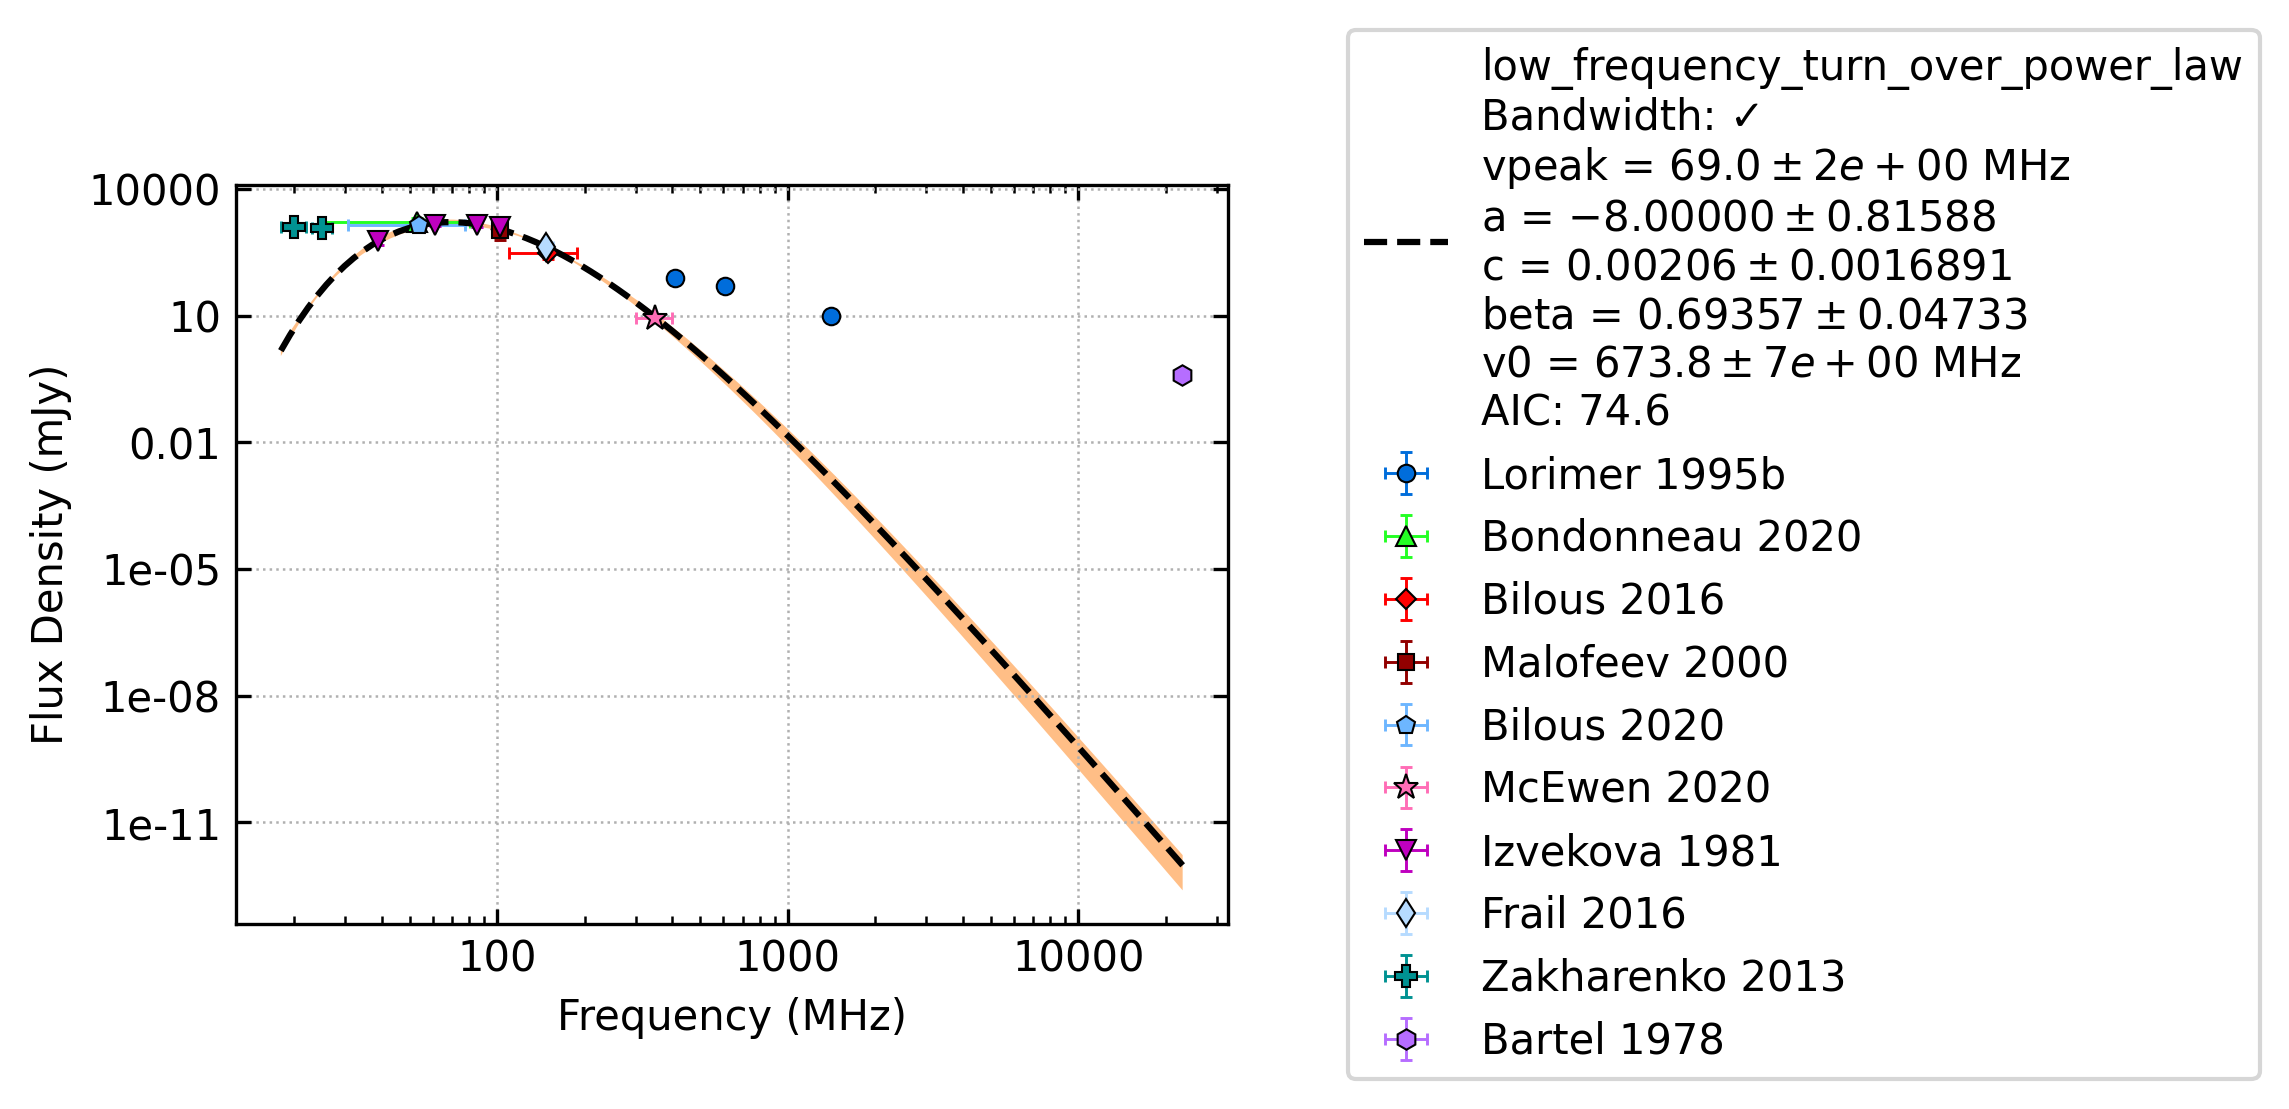 10000
10
0.01
1e-05
1e-08
1e-11
Flux Density (mJy)
100 1000 10000
Frequency (MHz)
low_frequency_turn_over_power_law
Bandwidth: ✓
vpeak = 69.0 ± 2e + 00 MHz
a = −8.00000 ± 0.81588
c = 0.00206 ± 0.0016891
beta = 0.69357 ± 0.04733
v0 = 673.8 ± 7e + 00 MHz
AIC: 74.6
Lorimer 1995b
Bondonneau 2020
Bilous 2016
Malofeev 2000
Bilous 2020
McEwen 2020
Izvekova 1981
Frail 2016
Zakharenko 2013
Bartel 1978